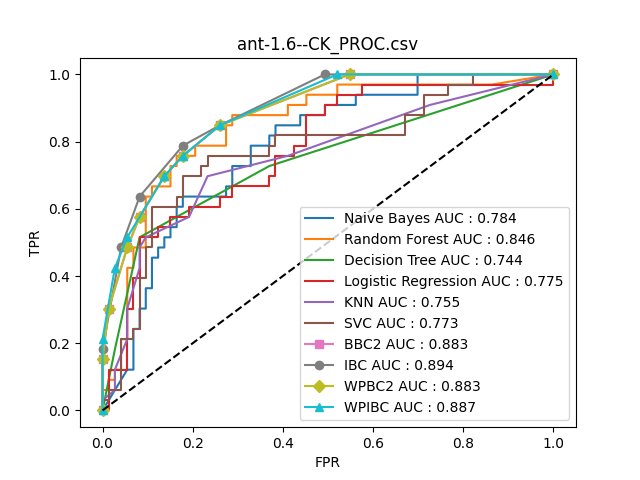 ant-1.6--CK_PROC.csv
1.0
0.8
0.6
0.4
0.2
0.0
TPR
Naive Bayes AUC : 0.784
Random Forest AUC : 0.846
Decision Tree AUC : 0.744
Logistic Regression AUC : 0.775
KNN AUC : 0.755
SVC AUC : 0.773
BBC2 AUC : 0.883
IBC AUC : 0.894
WPBC2 AUC : 0.883
WPIBC AUC : 0.887
0.0 0.2 0.4 0.6 0.8 1.0
FPR